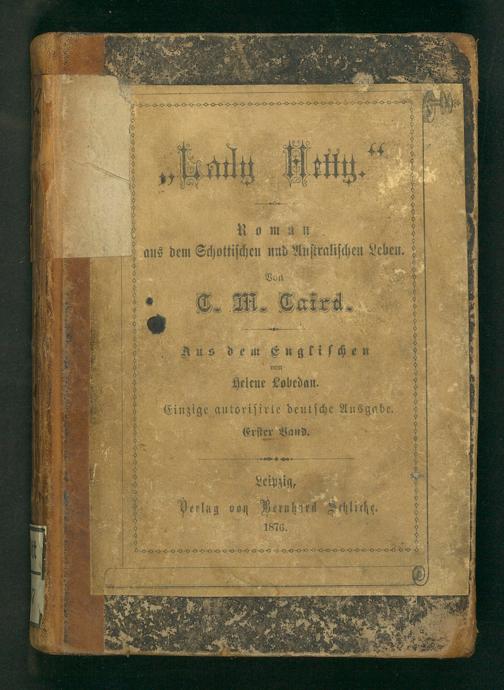 „Lady Hetty.“
Roman
aus dem Schottischen und Australischen Leben.
Von
C. M. Caird.
Aus dem Englischen
von
Helene Lobedan.
Einzige autorisirte deutsche Ausgabe.
Erster Band.
Leipzig,
Verlag von Bernhard Schlicke.
1876.